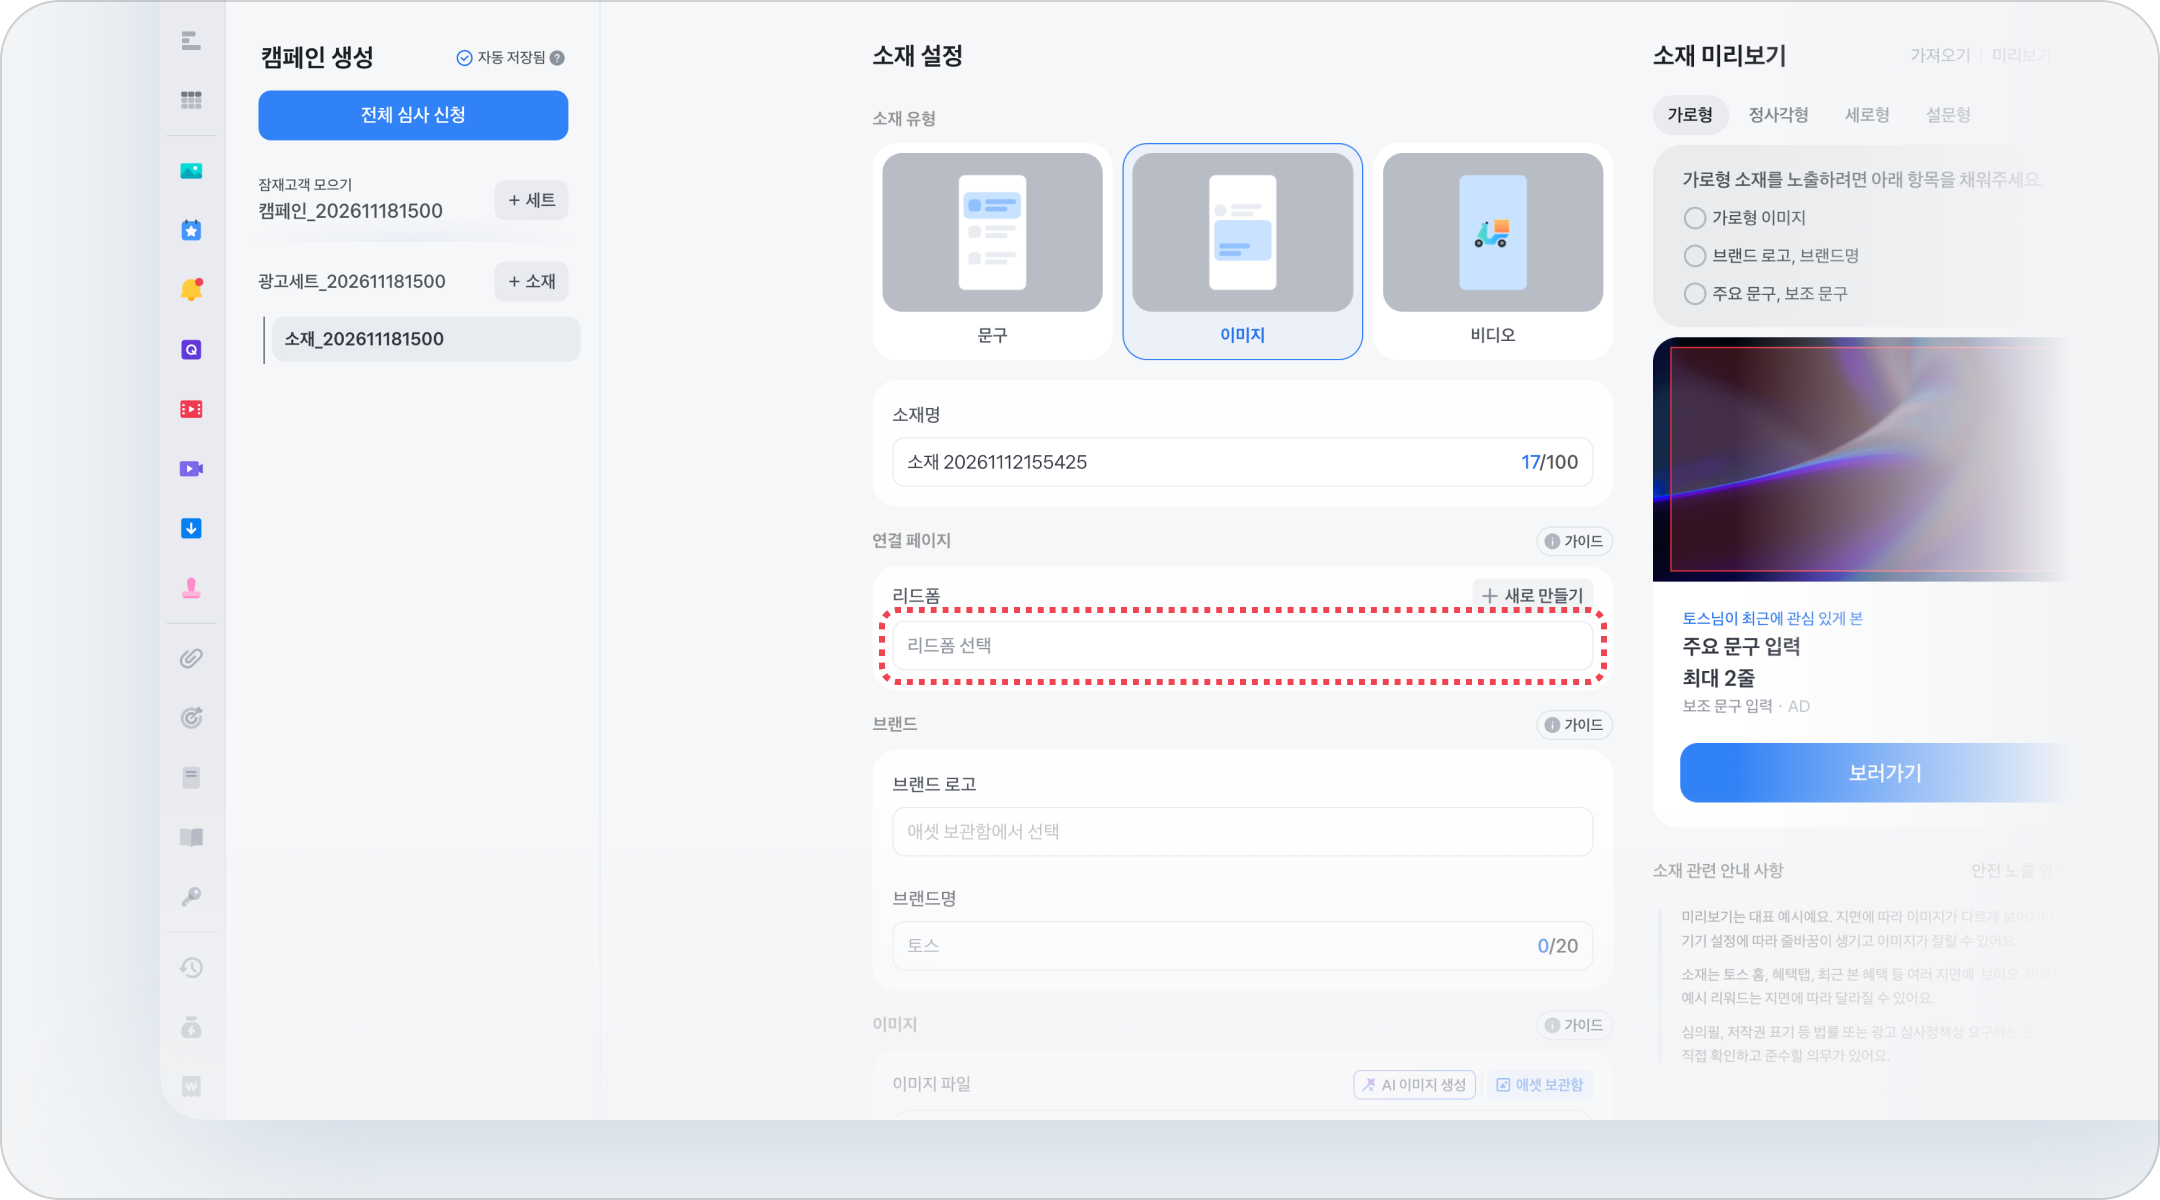 캠페인 생성
자동 저장됨 ?
전체 심사 신청
잠재고객 모으기
캠페인_202611181500
+ 세트
광고세트_202611181500
+ 소재
소재_202611181500
소재 설정
소재 유형
문구
이미지
비디오
소재명
소재 20261112155425
17/100
연결 페이지
가이드
리드폼
+ 새로 만들기
리드폼 선택
브랜드
가이드
브랜드 로고
애셋 보관함에서 선택
브랜드명
토스
0/20
이미지
가이드
이미지 파일
AI 이미지 생성
애셋 보관함
소재 미리보기
가져오기
미리보기
가로형
정사각형
세로형
설문형
가로형 소재를 노출하려면 아래 항목을 채워주세요.
가로형 이미지
브랜드 로고, 브랜드명
주요 문구, 보조 문구
토스님이 최근에 관심 있게 본
주요 문구 입력
최대 2줄
보조 문구 입력 · AD
보러가기
소재 관련 안내 사항
안전 노출
미리보기는 대표 예시예요. 지면에 따라 이미지가 다르게 보이거나
기기 설정에 따라 줄바꿈이 생기고 이미지가 잘릴 수 있어요.
소재는 토스 홈, 혜택탭, 최근 본 혜택 등 여러 지면에 보여요.
예시 리워드는 지면에 따라 달라질 수 있어요.
심의필, 저작권 표기 등 법률 또는 광고 심사정책상 요구하는
직접 확인하고 준수할 의무가 있어요.